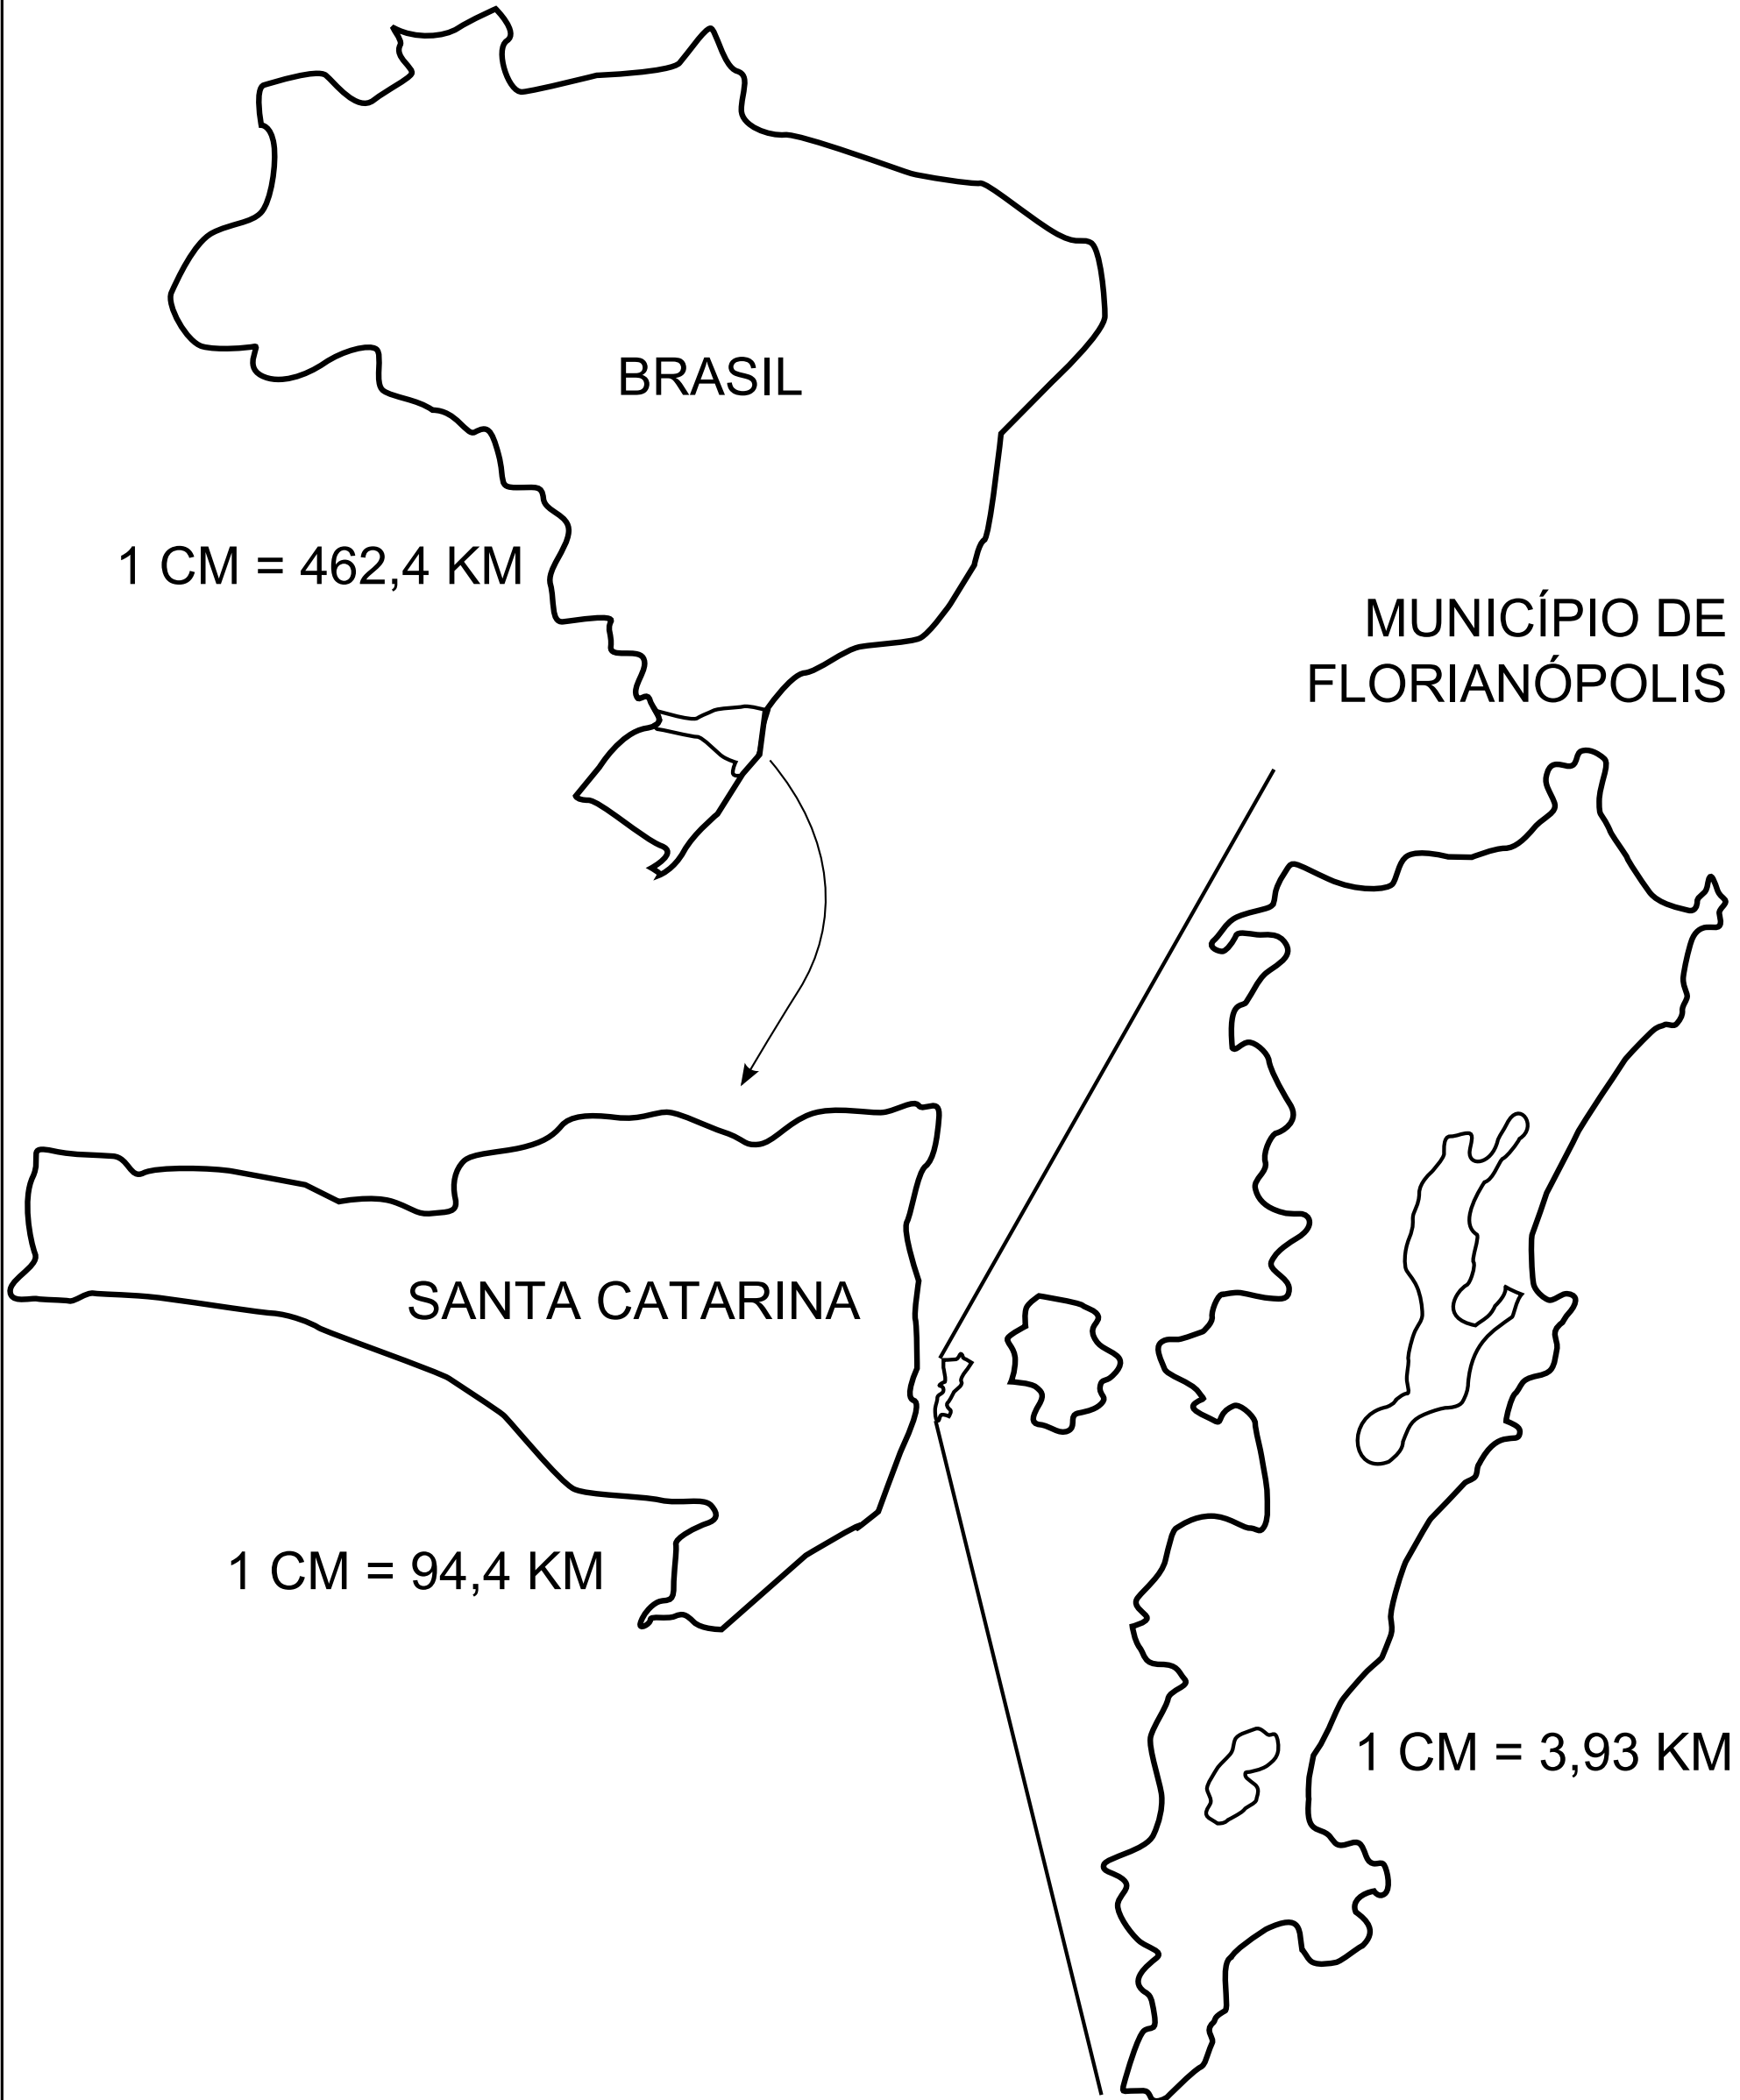 BRASIL
1 CM = 462,4 KM
MUNICÍPIO DE
FLORIANÓPOLIS
SANTA CATARINA
1 CM = 94,4 KM
1 CM = 3,93 KM